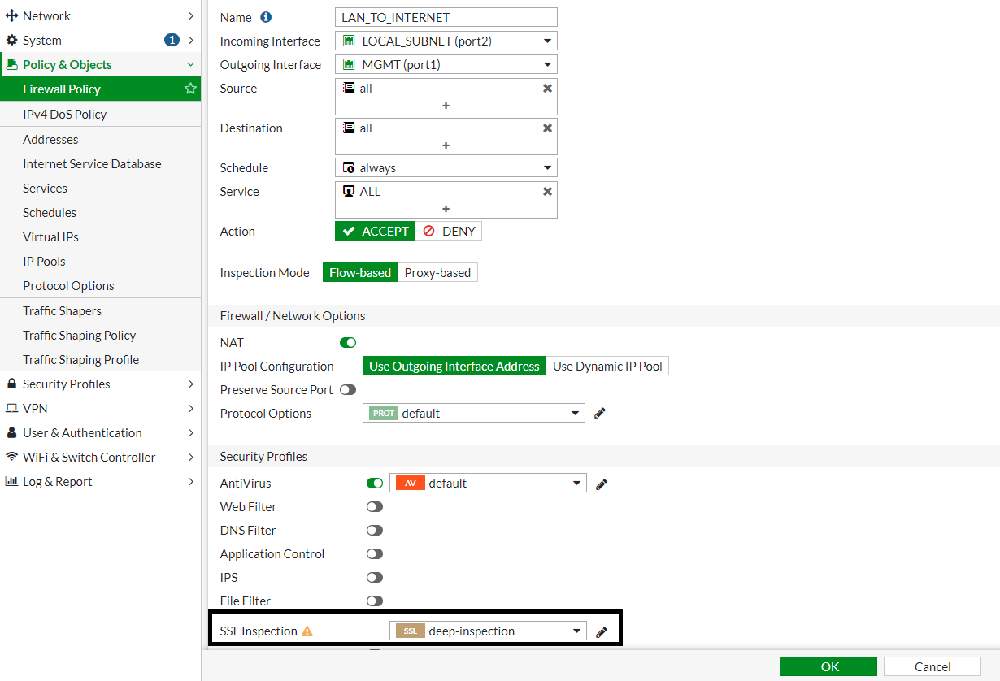 Network
System 1
Policy & Objects
Firewall Policy
IPv4 DoS Policy
Addresses
Internet Service Database
Services
Schedules
Virtual IPs
IP Pools
Protocol Options
Traffic Shapers
Traffic Shaping Policy
Traffic Shaping Profile
Security Profiles
VPN
User & Authentication
WiFi & Switch Controller
Log & Report
Name i LAN_TO_INTERNET
Incoming Interface LOCAL_SUBNET (port2)
Outgoing Interface MGMT (port1)
Source all
+
Destination all
+
Schedule always
Service ALL
+
Action ACCEPT DENY
Inspection Mode Flow-based Proxy-based
Firewall / Network Options
NAT
IP Pool Configuration Use Outgoing Interface Address Use Dynamic IP Pool
Preserve Source Port
Protocol Options PROT default
Security Profiles
AntiVirus AV default
Web Filter
DNS Filter
Application Control
IPS
File Filter
SSL Inspection SSL deep-inspection
OK Cancel